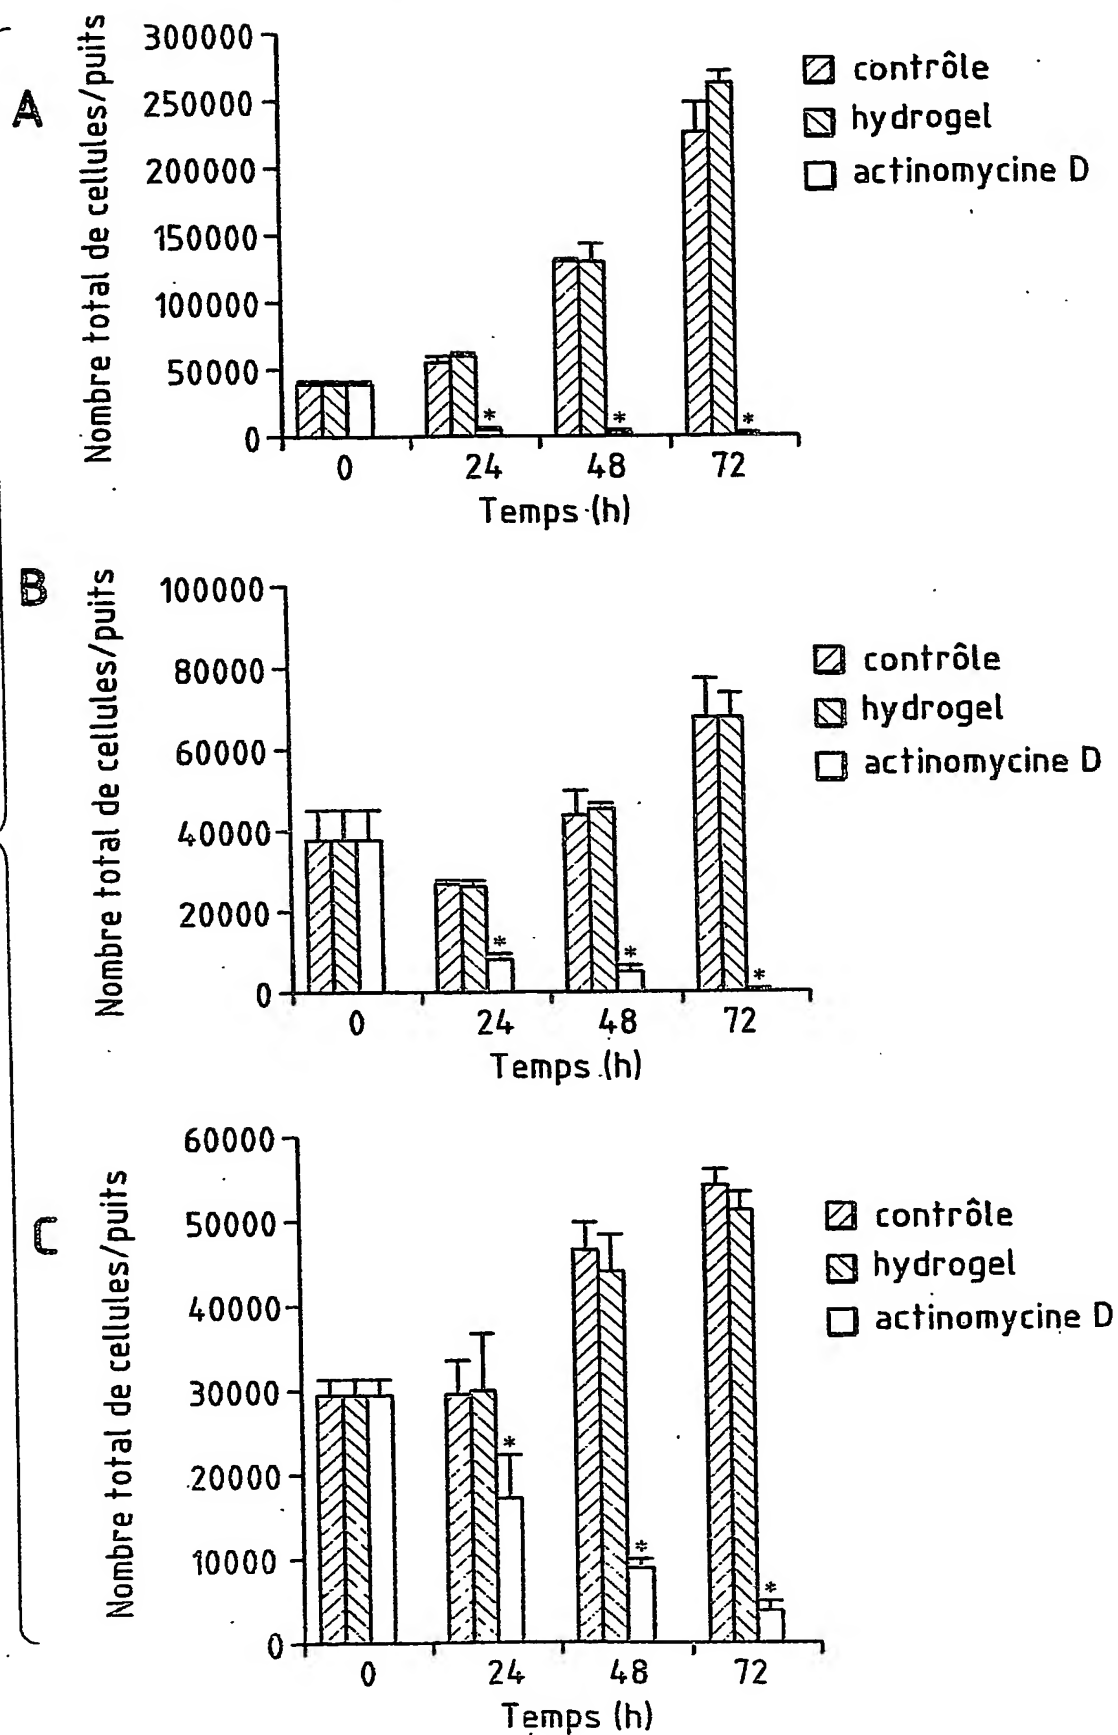 A
Nombre total de cellules/puits
300000
250000
200000
150000
100000
50000
0
* * *
0 24 48 72
Temps (h)
contrôle
hydrogel
actinomycine D
B
Nombre total de cellules/puits
100000
80000
60000
40000
20000
0
* * *
0 24 48 72
Temps (h)
contrôle
hydrogel
actinomycine D
C
Nombre total de cellules/puits
60000
50000
40000
30000
20000
10000
0
* * *
0 24 48 72
Temps (h)
contrôle
hydrogel
actinomycine D